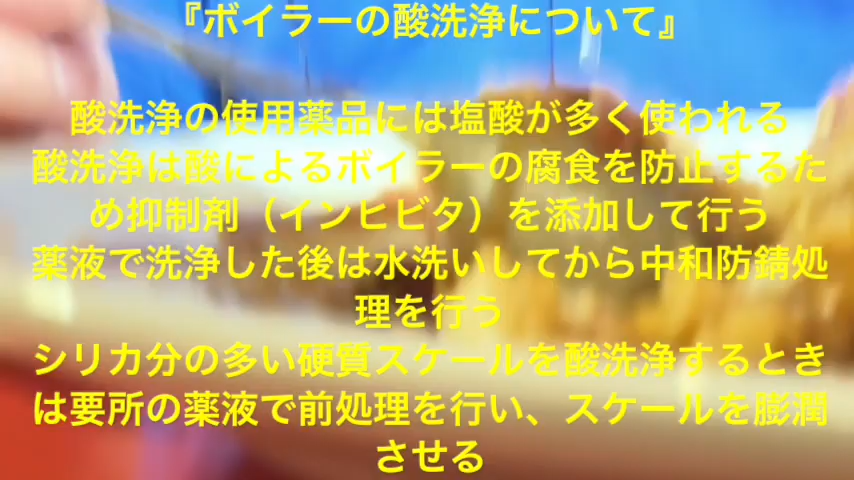 『ボイラーの酸洗浄について』
酸洗浄の使用薬品には塩酸が多く使われる
酸洗浄は酸によるボイラーの腐食を防止するた
め抑制剤（インヒビタ）を添加して行う
薬液で洗浄した後は水洗いしてから中和防錆処
理を行う
シリカ分の多い硬質スケールを酸洗浄するとき
は要所の薬液で前処理を行い、スケールを膨潤
させる